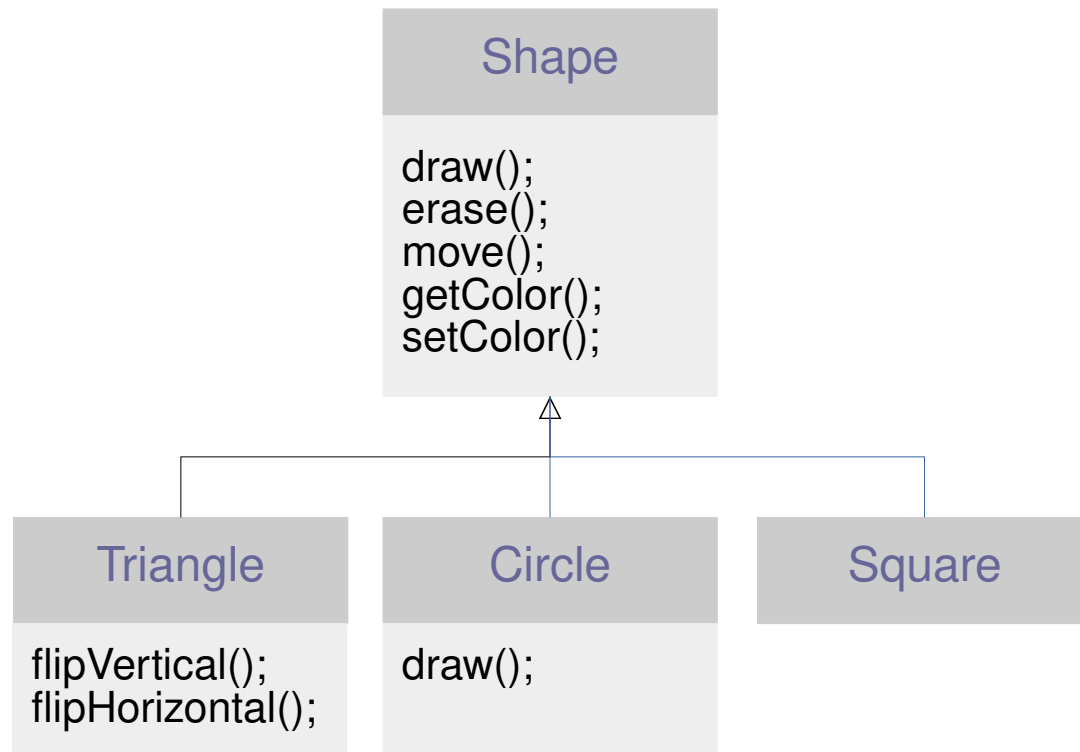 Shape
draw();
erase();
move();
getColor();
setColor();
Triangle
flipVertical();
flipHorizontal();
Circle
draw();
Square